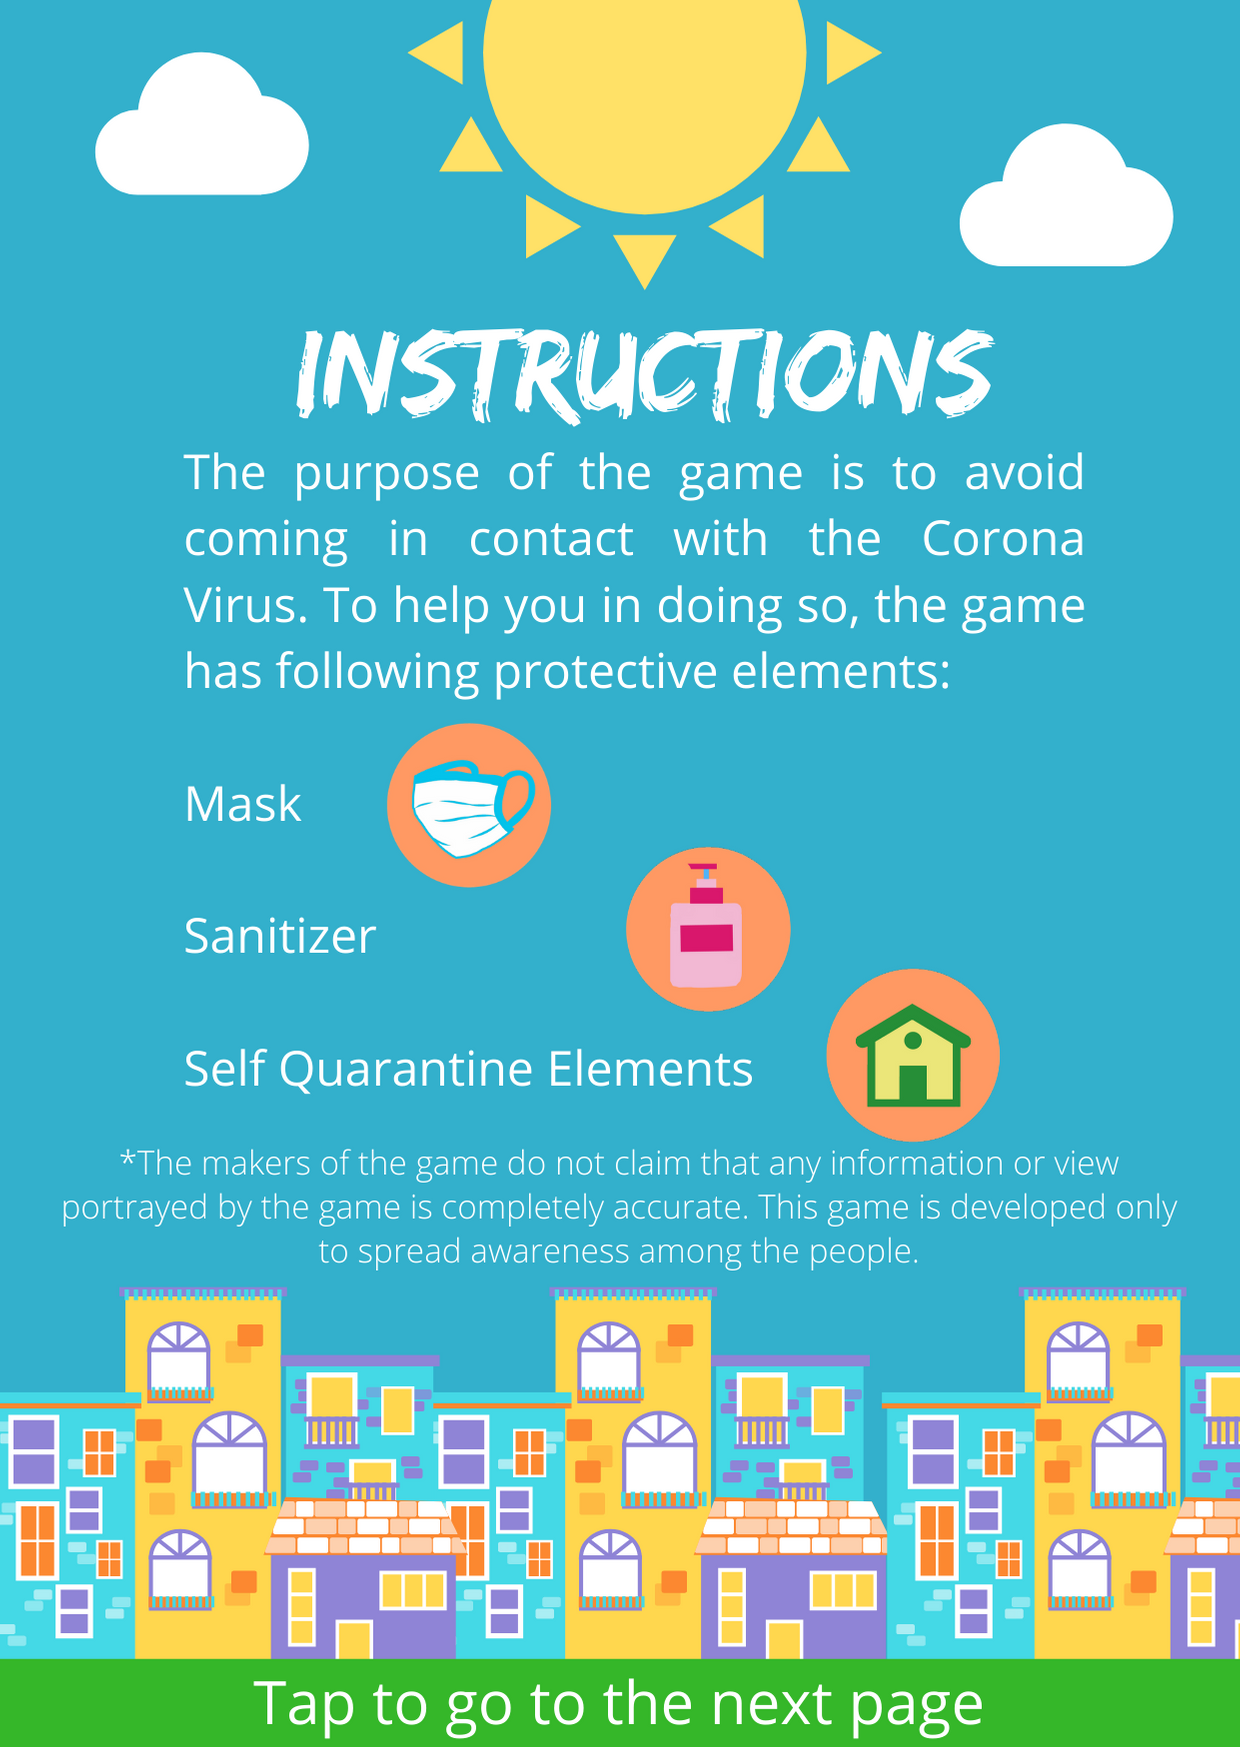 INSTRUCTIONS
The purpose of the game is to avoid
coming in contact with the Corona
Virus. To help you in doing so, the game
has following protective elements:
Mask
Sanitizer
Self Quarantine Elements
*The makers of the game do not claim that any information or view
portrayed by the game is completely accurate. This game is developed only
to spread awareness among the people.
Tap to go to the next page